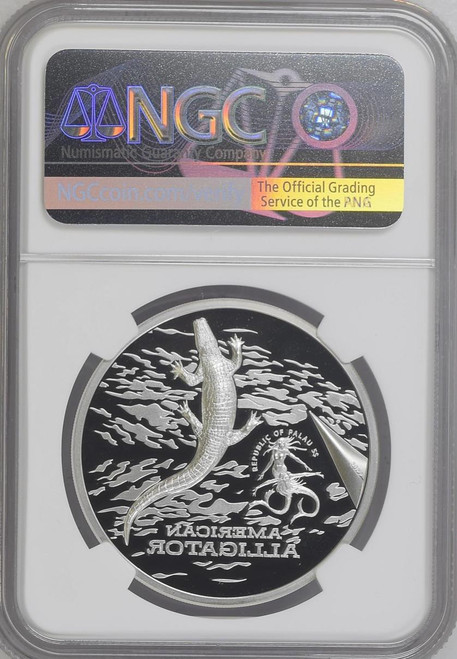 NGC
Numismatic Guaranty Company
NGCcoin.com/verify
The Official Grading
Service of the PNG
REPUBLIC OF PALAU 5$
AMERICAN
ALLIGATOR